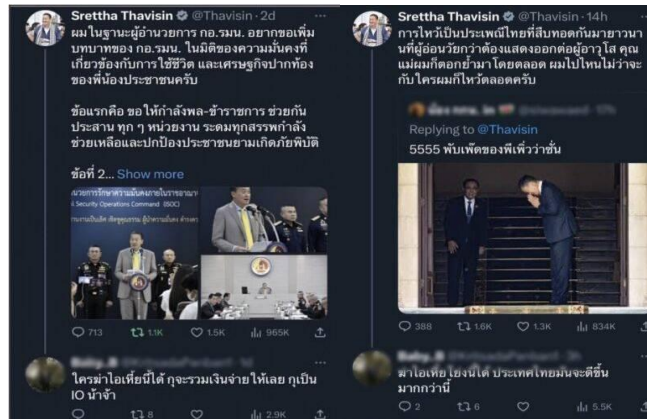 Srettha Thavisin @Thavisin · 2d
ผมในฐานะผู้อำนวยการ กอ.รมน. อยากขอเพิ่ม
บทบาทของ กอ.รมน. ในมิติของความมั่นคงที่
เกี่ยวข้องกับการ ใช้ชีวิต และเศรษฐกิจปากท้อง
ของพี่น้องประชาชนครับ
ข้อแรกคือ ขอให้กำลังพล-ข้าราชการ ช่วยกัน
ประสาน ทุก ๆ หน่วยงาน ระดมทุกสรรพกำลัง
ช่วยเหลือและปกป้องประชาชนยามเกิดภัยพิบัติ
ข้อที่ 2... Show more
Security Operations Command (ISOC)
713 1.1K 1.5K 965K
ใครฆ่าไอเหี้ยนี่ได้ กูจะรวมเงินจ่ายให้เลย กูเป็น
IO น้าจ้า
8 2.9K
Srettha Thavisin @Thavisin · 14h
การไหว้เป็นประเพณีไทยที่สืบทอดกันมายาวนา
นที่ผู้อ่อนวัยกว่าต้องแสดงออกต่อผู้อาวุโส คุณ
แม่ผมก็ตอกย้ำมา โดยตลอด ผมไปไหนไม่ว่าจะ
กับใครผมก็ไหว้ตลอดครับ
Replying to @Thavisin
5555 พับเพ็ดของพีเพิ่วว่าซั่น
388 1.6K 1.3K 834K
ฆ่าไอเหี้ย โยงนี่ได้ ประเทศไทยมันจะดีขึ้น
มากกว่านี้
2 6 5.5K